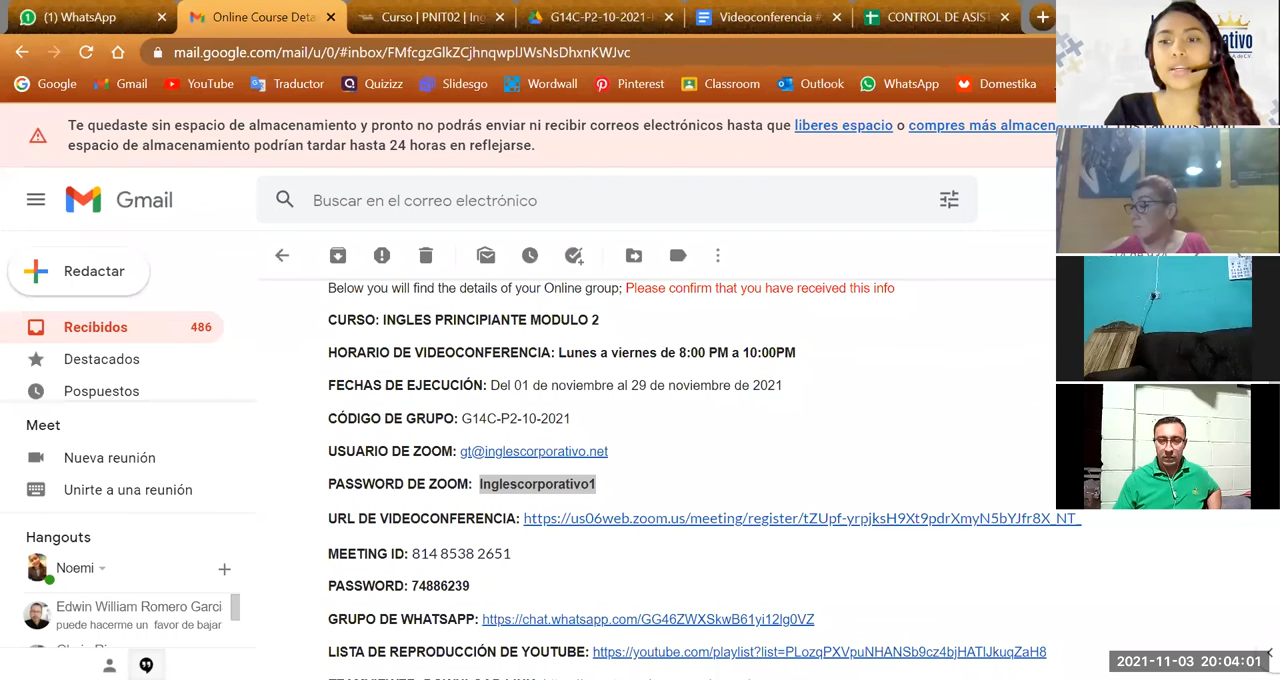 (1) WhatsApp
Online Course Deta
Curso | PNIT02 | Ing
G14C-P2-10-2021-
Videoconferencia #
CONTROL DE ASIS
mail.google.com/mail/u/0/#inbox/FMfcgzGlkZCjhnqwplJWsNsDhxnKWJvc
Google Gmail YouTube Traductor Quizizz Slidesgo Wordwall Pinterest Classroom Outlook WhatsApp Domestika
Te quedaste sin espacio de almacenamiento y pronto no podrás enviar ni recibir correos electrónicos hasta que liberes espacio o compres más almacenamiento.
espacio de almacenamiento podrían tardar hasta 24 horas en reflejarse.
Gmail
Buscar en el correo electrónico
Redactar
Recibidos 486
Destacados
Pospuestos
Meet
Nueva reunión
Unirte a una reunión
Hangouts
Noemi
Edwin William Romero Garci
puede hacerme un favor de bajar
Below you will find the details of your Online group; Please confirm that you have received this info
CURSO: INGLES PRINCIPIANTE MODULO 2
HORARIO DE VIDEOCONFERENCIA: Lunes a viernes de 8:00 PM a 10:00PM
FECHAS DE EJECUCIÓN: Del 01 de noviembre al 29 de noviembre de 2021
CÓDIGO DE GRUPO: G14C-P2-10-2021
USUARIO DE ZOOM: gt@inglescorporativo.net
PASSWORD DE ZOOM: Inglescorporativo1
URL DE VIDEOCONFERENCIA: https://us06web.zoom.us/meeting/register/tZUpf-yrpjksH9Xt9pdrXmyN5bYJfr8X_NT_
MEETING ID: 814 8538 2651
PASSWORD: 74886239
GRUPO DE WHATSAPP: https://chat.whatsapp.com/GG46ZWXSkwB61yi12lg0VZ
LISTA DE REPRODUCCIÓN DE YOUTUBE: https://youtube.com/playlist?list=PLozqPXVpuNHANSb9cz4bjHATlJkuqZaH8
2021-11-03 20:04:01